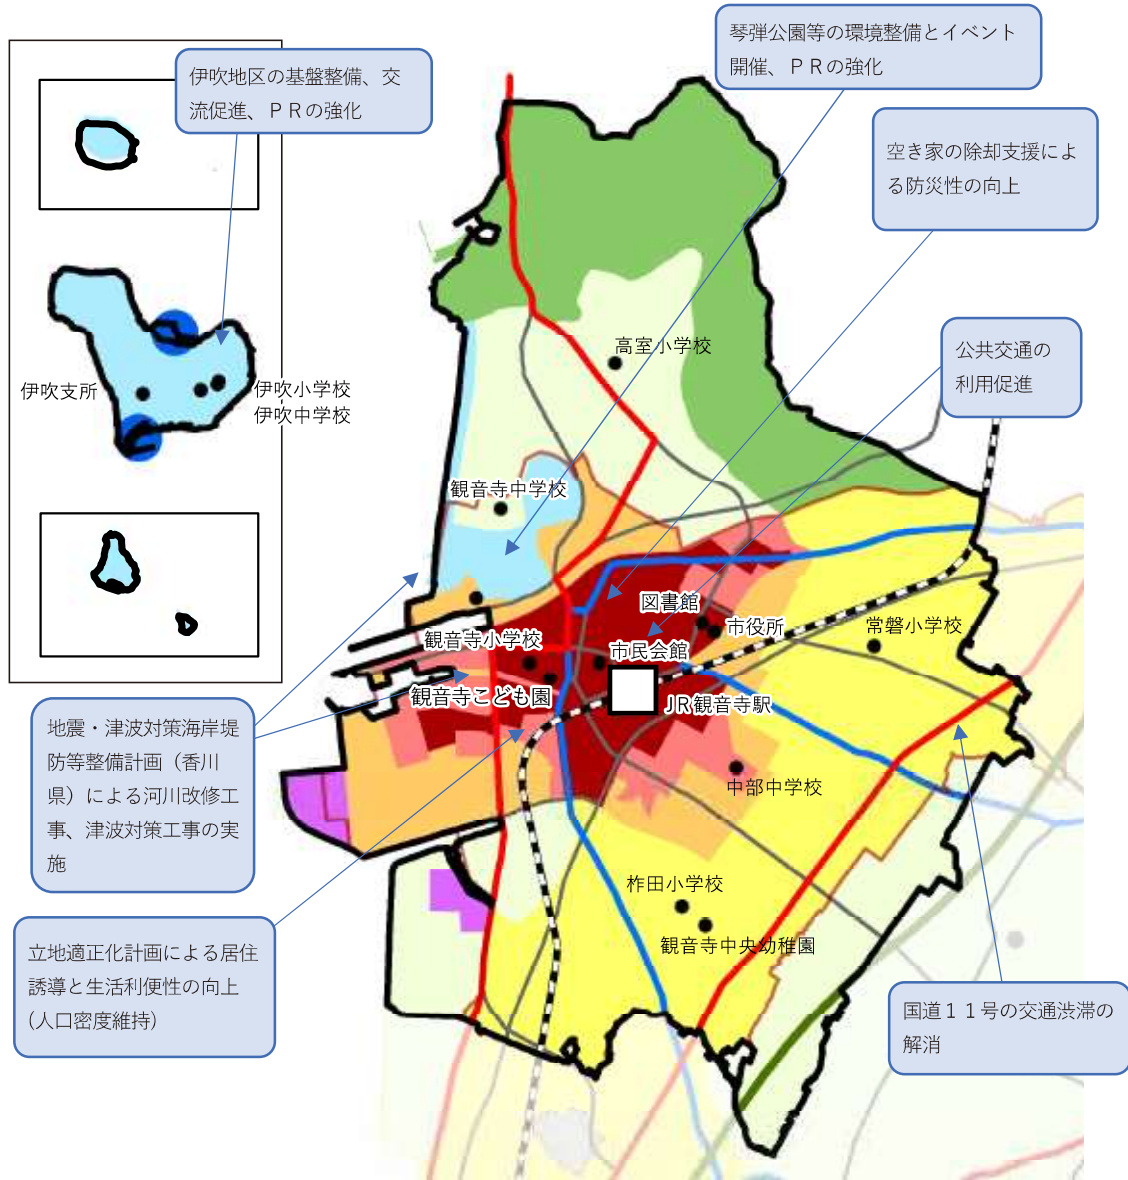 琴弾公園等の環境整備とイベント
開催、ＰＲの強化
伊吹地区の基盤整備、交
流促進、ＰＲの強化
空き家の除却支援によ
る防災性の向上
公共交通の
利用促進
高室小学校
伊吹支所
伊吹小学校
伊吹中学校
観音寺中学校
図書館
市役所
常磐小学校
観音寺小学校
市民会館
観音寺こども園
JR観音寺駅
地震・津波対策海岸堤
防等整備計画（香川
県）による河川改修工
事、津波対策工事の実
施
中部中学校
柞田小学校
観音寺中央幼稚園
立地適正化計画による居住
誘導と生活利便性の向上
(人口密度維持)
国道１１号の交通渋滞の
解消